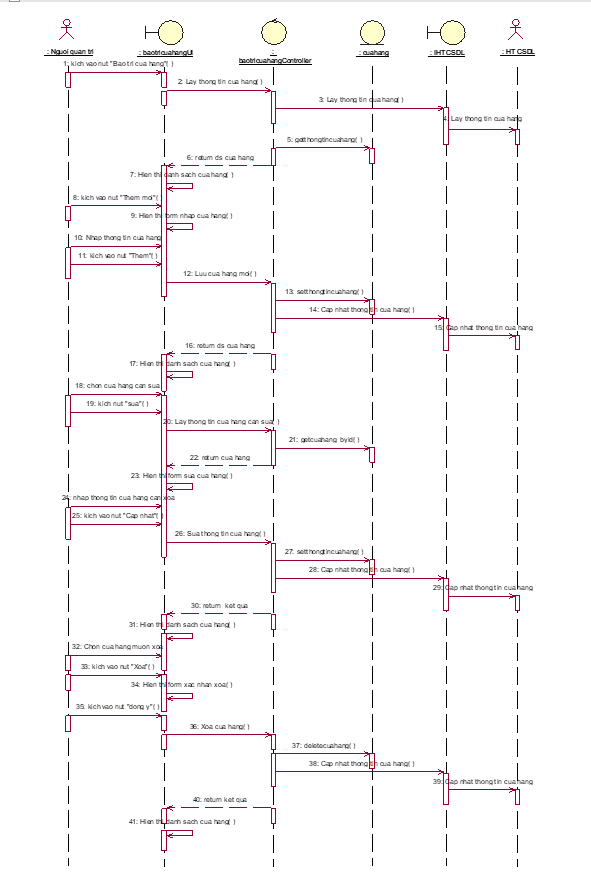 : Nguoi quan tri
: baotricuahangUI
:
baotricuahangController
: cuahang
: IHTCSDL
: HT CSDL
1: kich vao nut "Bao tri cua hang"( )
2: Lay thong tin cua hang( )
3: Lay thong tin cua hang( )
4: Lay thong tin cua hang
5: getthongtincuahang( )
6: return ds cua hang
7: Hien thi danh sach cua hang( )
8: kich vao nut "Them moi"( )
9: Hien thi form nhap cua hang( )
10: Nhap thong tin cua hang
11: kich vao nut "Them"( )
12: Luu cua hang moi( )
13: setthongtincuahang( )
14: Cap nhat thong tin cua hang( )
15: Cap nhat thong tin cua hang
16: return ds cua hang
17: Hien thi danh sach cua hang( )
18: chon cua hang can sua
19: kich nut "sua"( )
20: Lay thong tin cua hang can sua( )
21: getcuahang byid( )
22: return cua hang
23: Hien thi form sua cua hang( )
24: nhap thong tin cua hang can xoa
25: kich vao nut "Cap nhat"( )
26: Sua thong tin cua hang( )
27: setthongtincuahang( )
28: Cap nhat thong tin cua hang( )
29: Cap nhat thong tin cua hang
30: return ket qua
31: Hien thi danh sach cua hang( )
32: Chon cua hang muon xoa
33: kich vao nut "Xoa"( )
34: Hien thi form xac nhan xoa( )
35: kich vao nut "dong y"( )
36: Xoa cua hang( )
37: deletecuahang( )
38: Cap nhat thong tin cua hang( )
39: Cap nhat thong tin cua hang
40: return ket qua
41: Hien thi danh sach cua hang( )